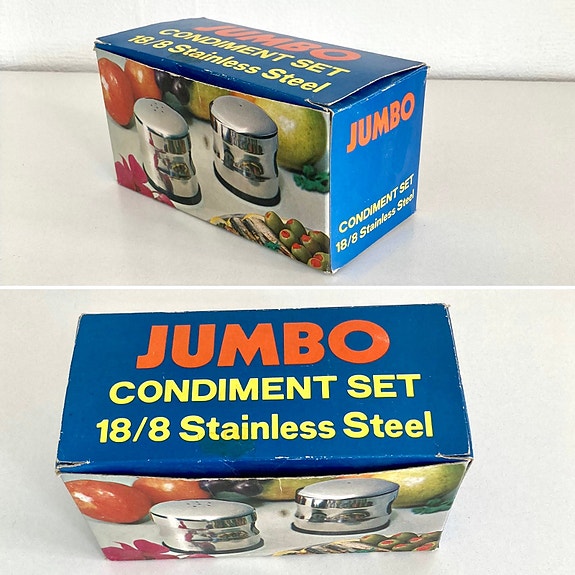 JUMBO
CONDIMENT SET
18/8 Stainless Steel
JUMBO
CONDIMENT SET
18/8 Stainless Steel
JUMBO
CONDIMENT SET
18/8 Stainless Steel